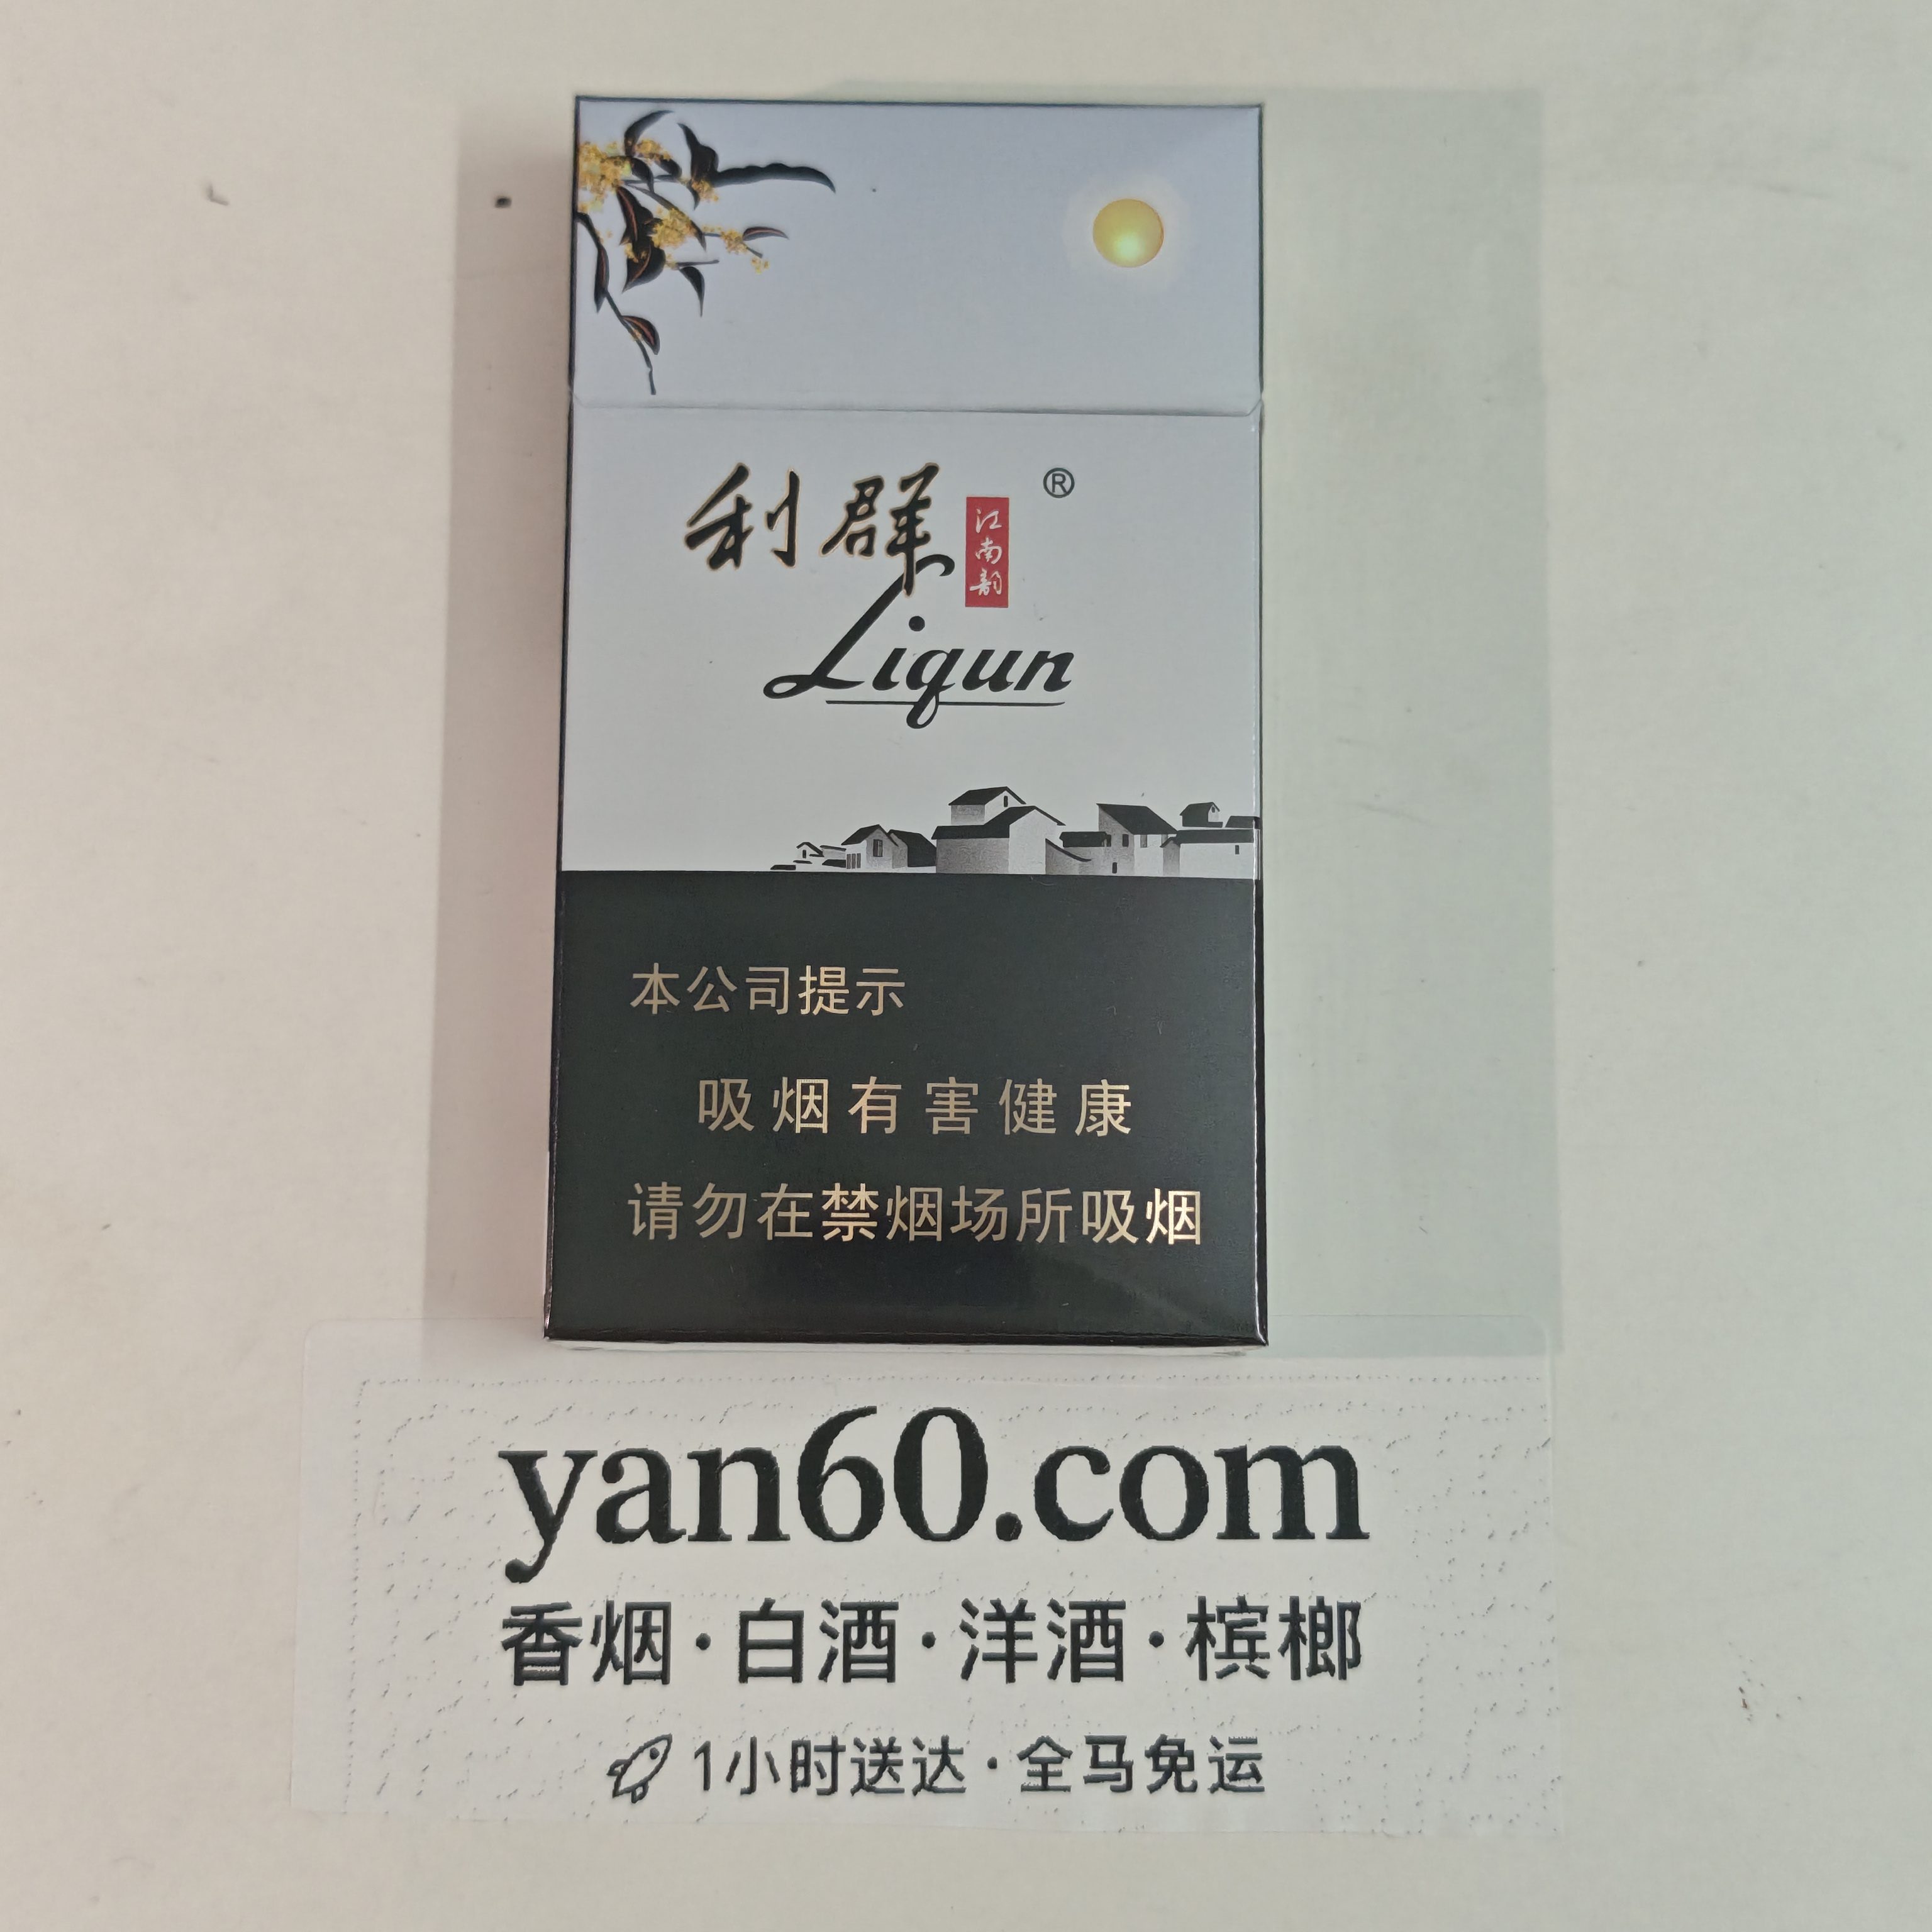 利群
®
江南韵
Liqun
本公司提示
吸烟有害健康
请勿在禁烟场所吸烟
yan60.com
香烟·白酒·洋酒·槟榔
1小时送达·全马免运